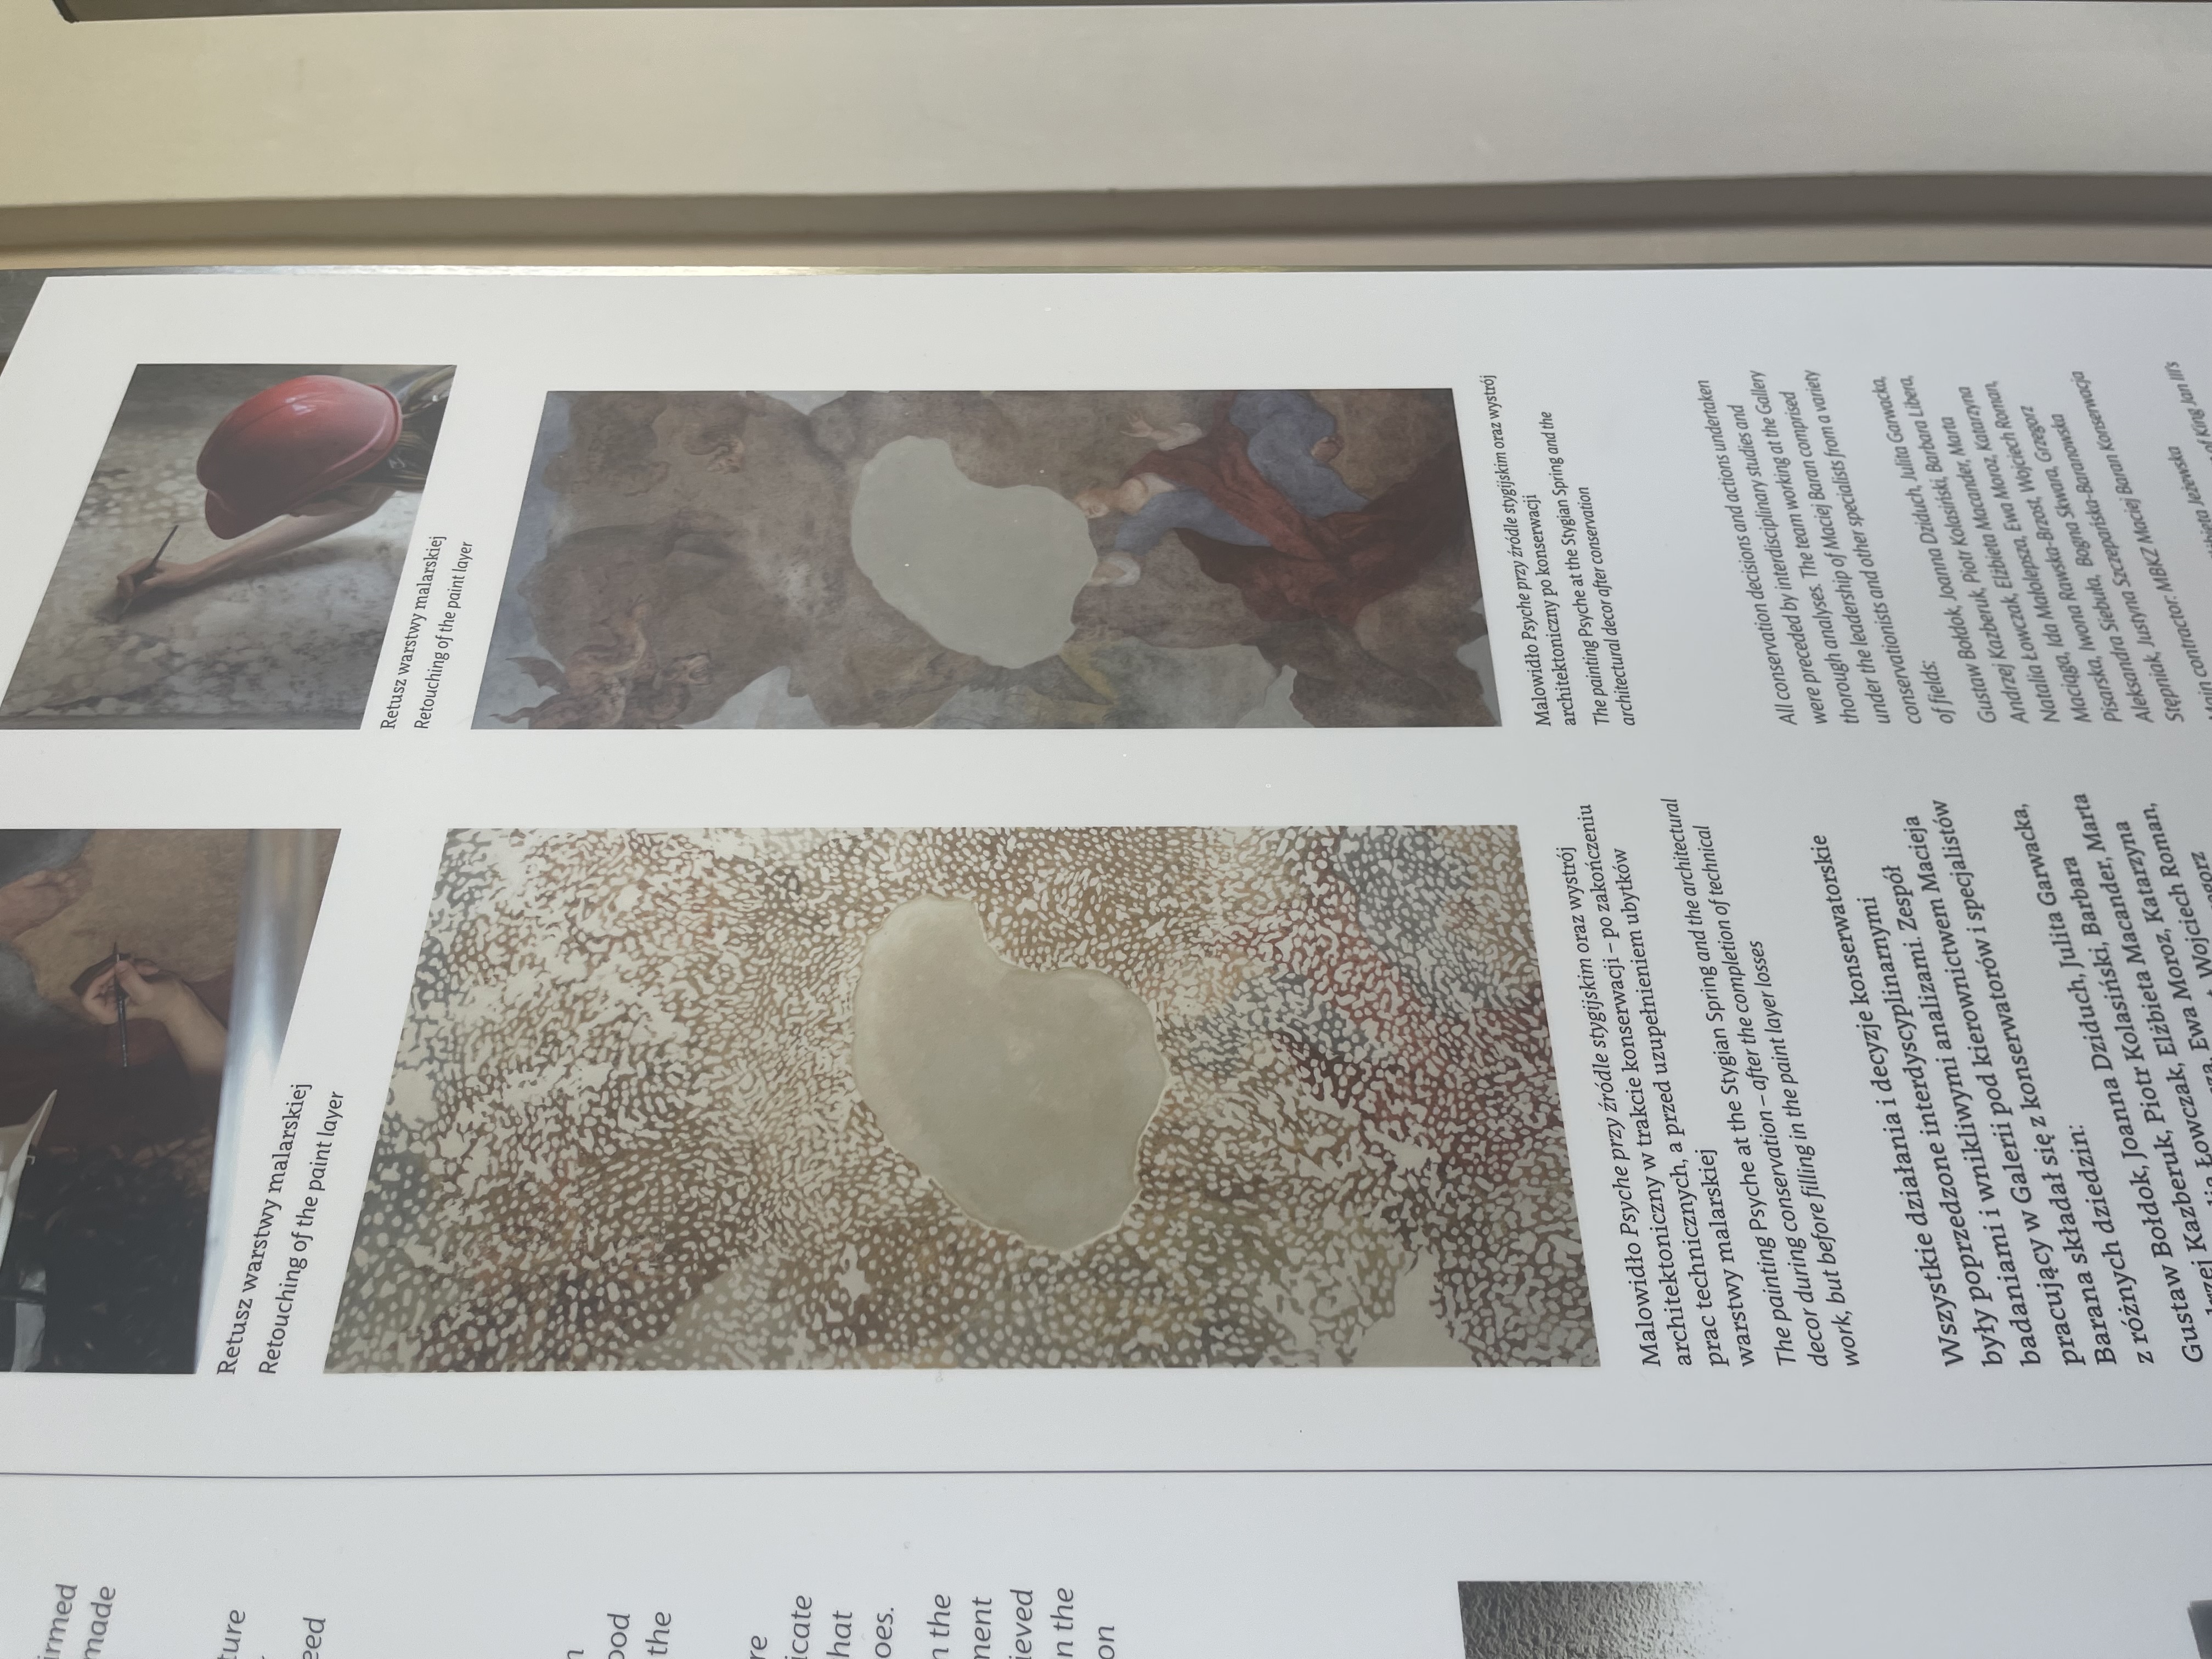 irmed
made
ture
eed
ood
the
re
icate
hat
oes.
n the
ment
ieved
n the
on
Retusz warstwy malarskiej
Retouching of the paint layer
Malowidło Psyche przy źródle stygijskim oraz wystrój
architektoniczny w trakcie konserwacji – po zakończeniu
prac technicznych, a przed uzupełnieniem ubytków
warstwy malarskiej
The painting Psyche at the Stygian Spring and the architectural
decor during conservation – after the completion of technical
work, but before filling in the paint layer losses
Wszystkie działania i decyzje konserwatorskie
były poprzedzone interdyscyplinarnymi
badaniami i wnikliwymi analizami. Zespół
pracujący w Galerii pod kierownictwem Macieja
Barana składał się z konserwatorów i specjalistów
z różnych dziedzin:
Gustaw Bołdok, Joanna Dziduch, Julita Garwacka,
rzej Kazberuk, Piotr Kolasiński, Barbara
Łowczak, Elżbieta Macander, Marta
Ewa Moroz, Katarzyna
Wojciech Roman,
egorz
Retusz warstwy malarskiej
Retouching of the paint layer
Malowidło Psyche przy źródle stygijskim oraz wystrój
architektoniczny po konserwacji
The painting Psyche at the Stygian Spring and the
architectural decor after conservation
All conservation decisions and actions undertaken
were preceded by interdisciplinary studies and
thorough analyses. The team working at the Gallery
under the leadership of Maciej Baran comprised
conservationists and other specialists from a variety
of fields:
Gustaw Bołdok, Joanna Dziduch, Julita Garwacka,
Andrzej Kazberuk, Piotr Kolasiński, Barbara Libera,
Natalia Łowczak, Elżbieta Macander, Marta
Maciąga, Ida Małolepsza, Ewa Moroz, Katarzyna
Pisarska, Iwona Rawska-Brzost, Wojciech Roman,
Aleksandra Siebuła, Bogna Skwara, Grzegorz
Stępniak, Justyna Szczepańska-Baranowska
Main contractor: MBKZ Maciej Baran Konserwacja
Jeżewska
of King Jan III's